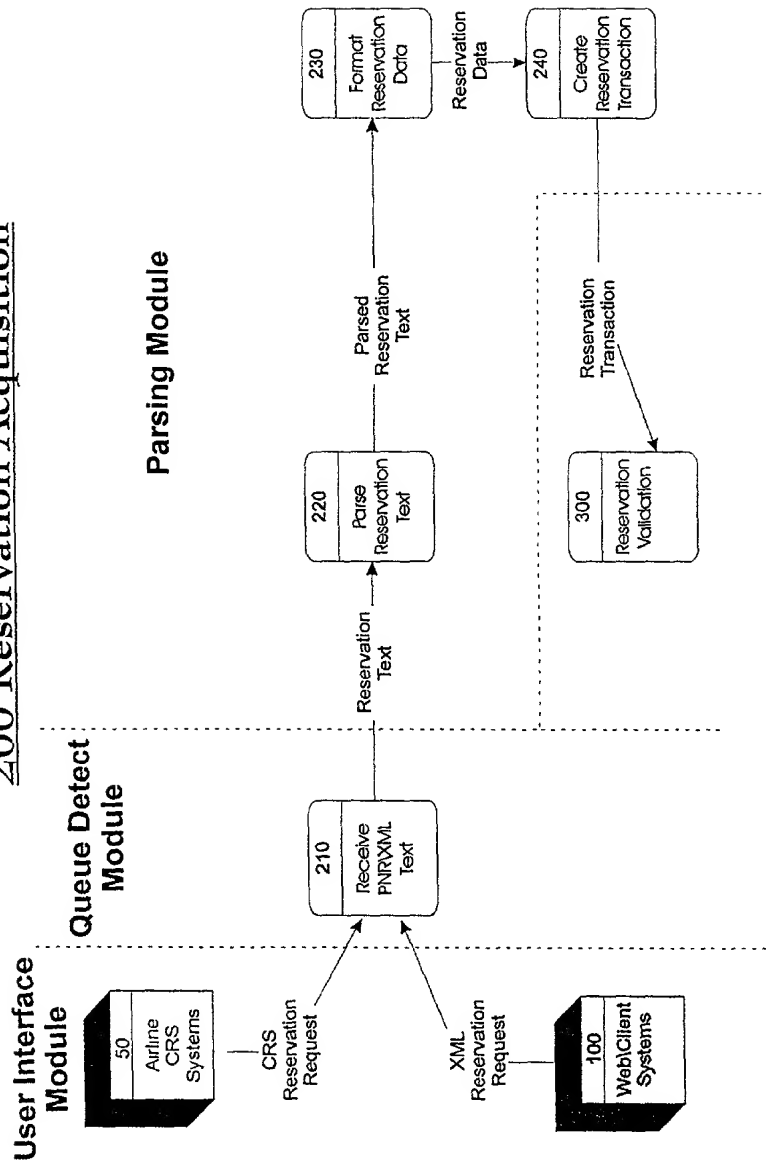 200 Reservation Acquisition
User Interface
Module
Queue Detect
Module
Parsing Module
50
Airline
CRS
Systems
CRS
Reservation
Request
100
Web\Client
Systems
XML
Reservation
Request
210
Receive
PNR\XML
Text
Reservation
Text
220
Parse
Reservation
Text
Parsed
Reservation
Text
230
Format
Reservation
Data
Reservation
Data
240
Create
Reservation
Transaction
Reservation
Transaction
300
Reservation
Validation